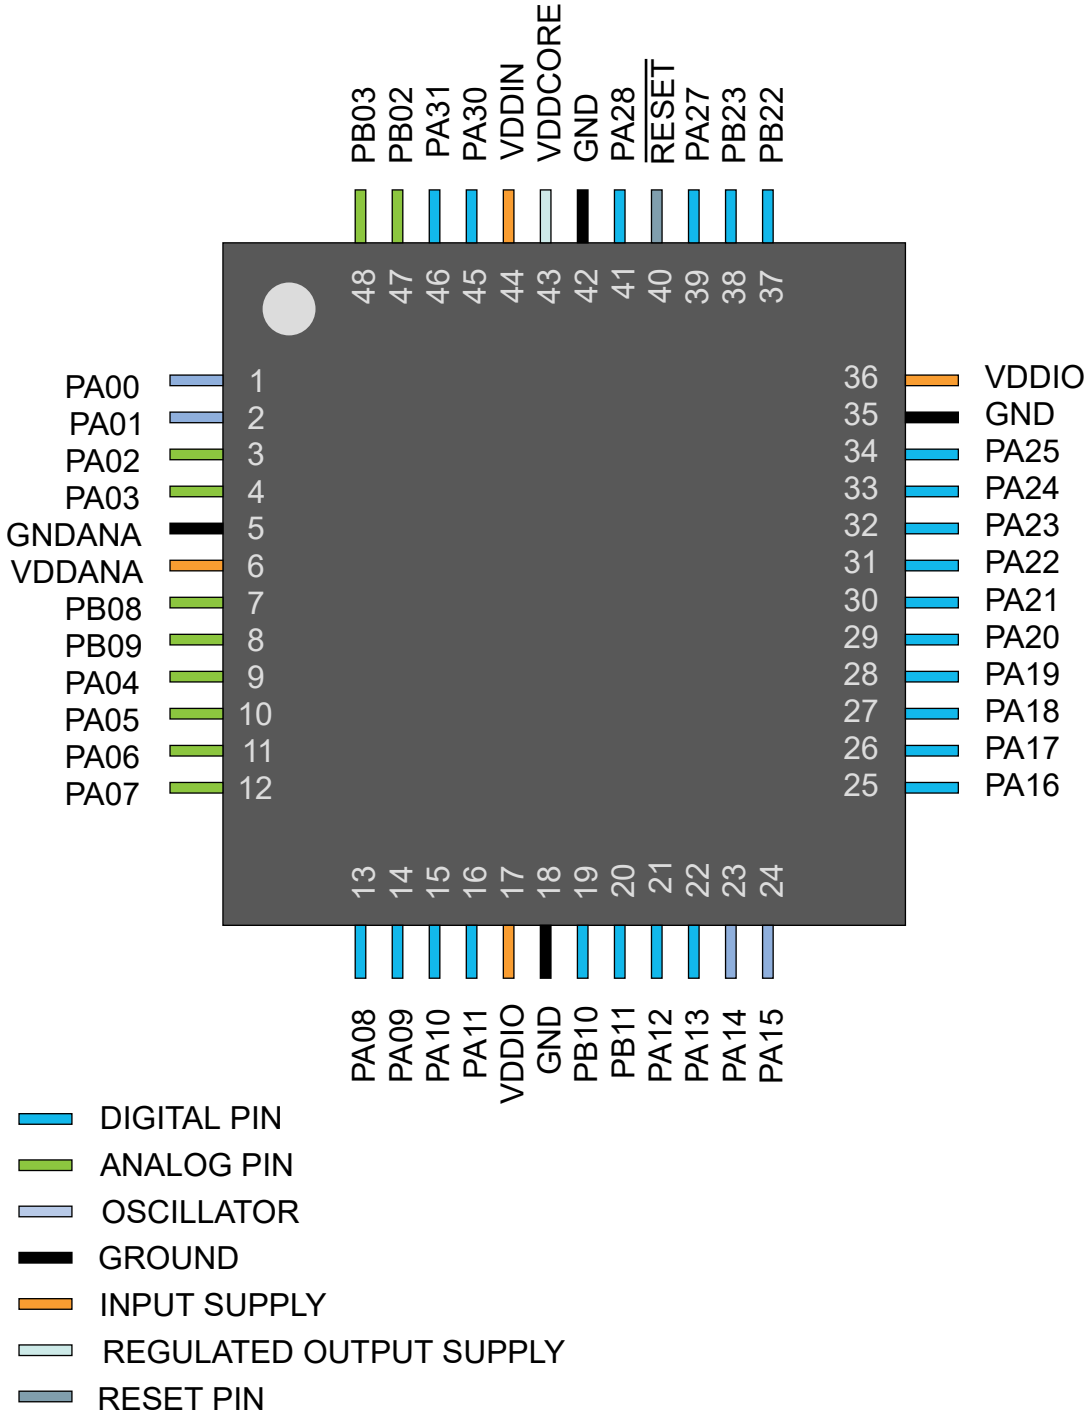 PB03
PB02
PA31
PA30
VDDIN
VDDCORE
GND
PA28
RESET
PA27
PB23
PB22
48
47
46
45
44
43
42
41
40
39
38
37
PA00 1
PA01 2
PA02 3
PA03 4
GNDANA 5
VDDANA 6
PB08 7
PB09 8
PA04 9
PA05 10
PA06 11
PA07 12
36 VDDIO
35 GND
34 PA25
33 PA24
32 PA23
31 PA22
30 PA21
29 PA20
28 PA19
27 PA18
26 PA17
25 PA16
13
14
15
16
17
18
19
20
21
22
23
24
PA08
PA09
PA10
PA11
VDDIO
GND
PB10
PB11
PA12
PA13
PA14
PA15
DIGITAL PIN
ANALOG PIN
OSCILLATOR
GROUND
INPUT SUPPLY
REGULATED OUTPUT SUPPLY
RESET PIN